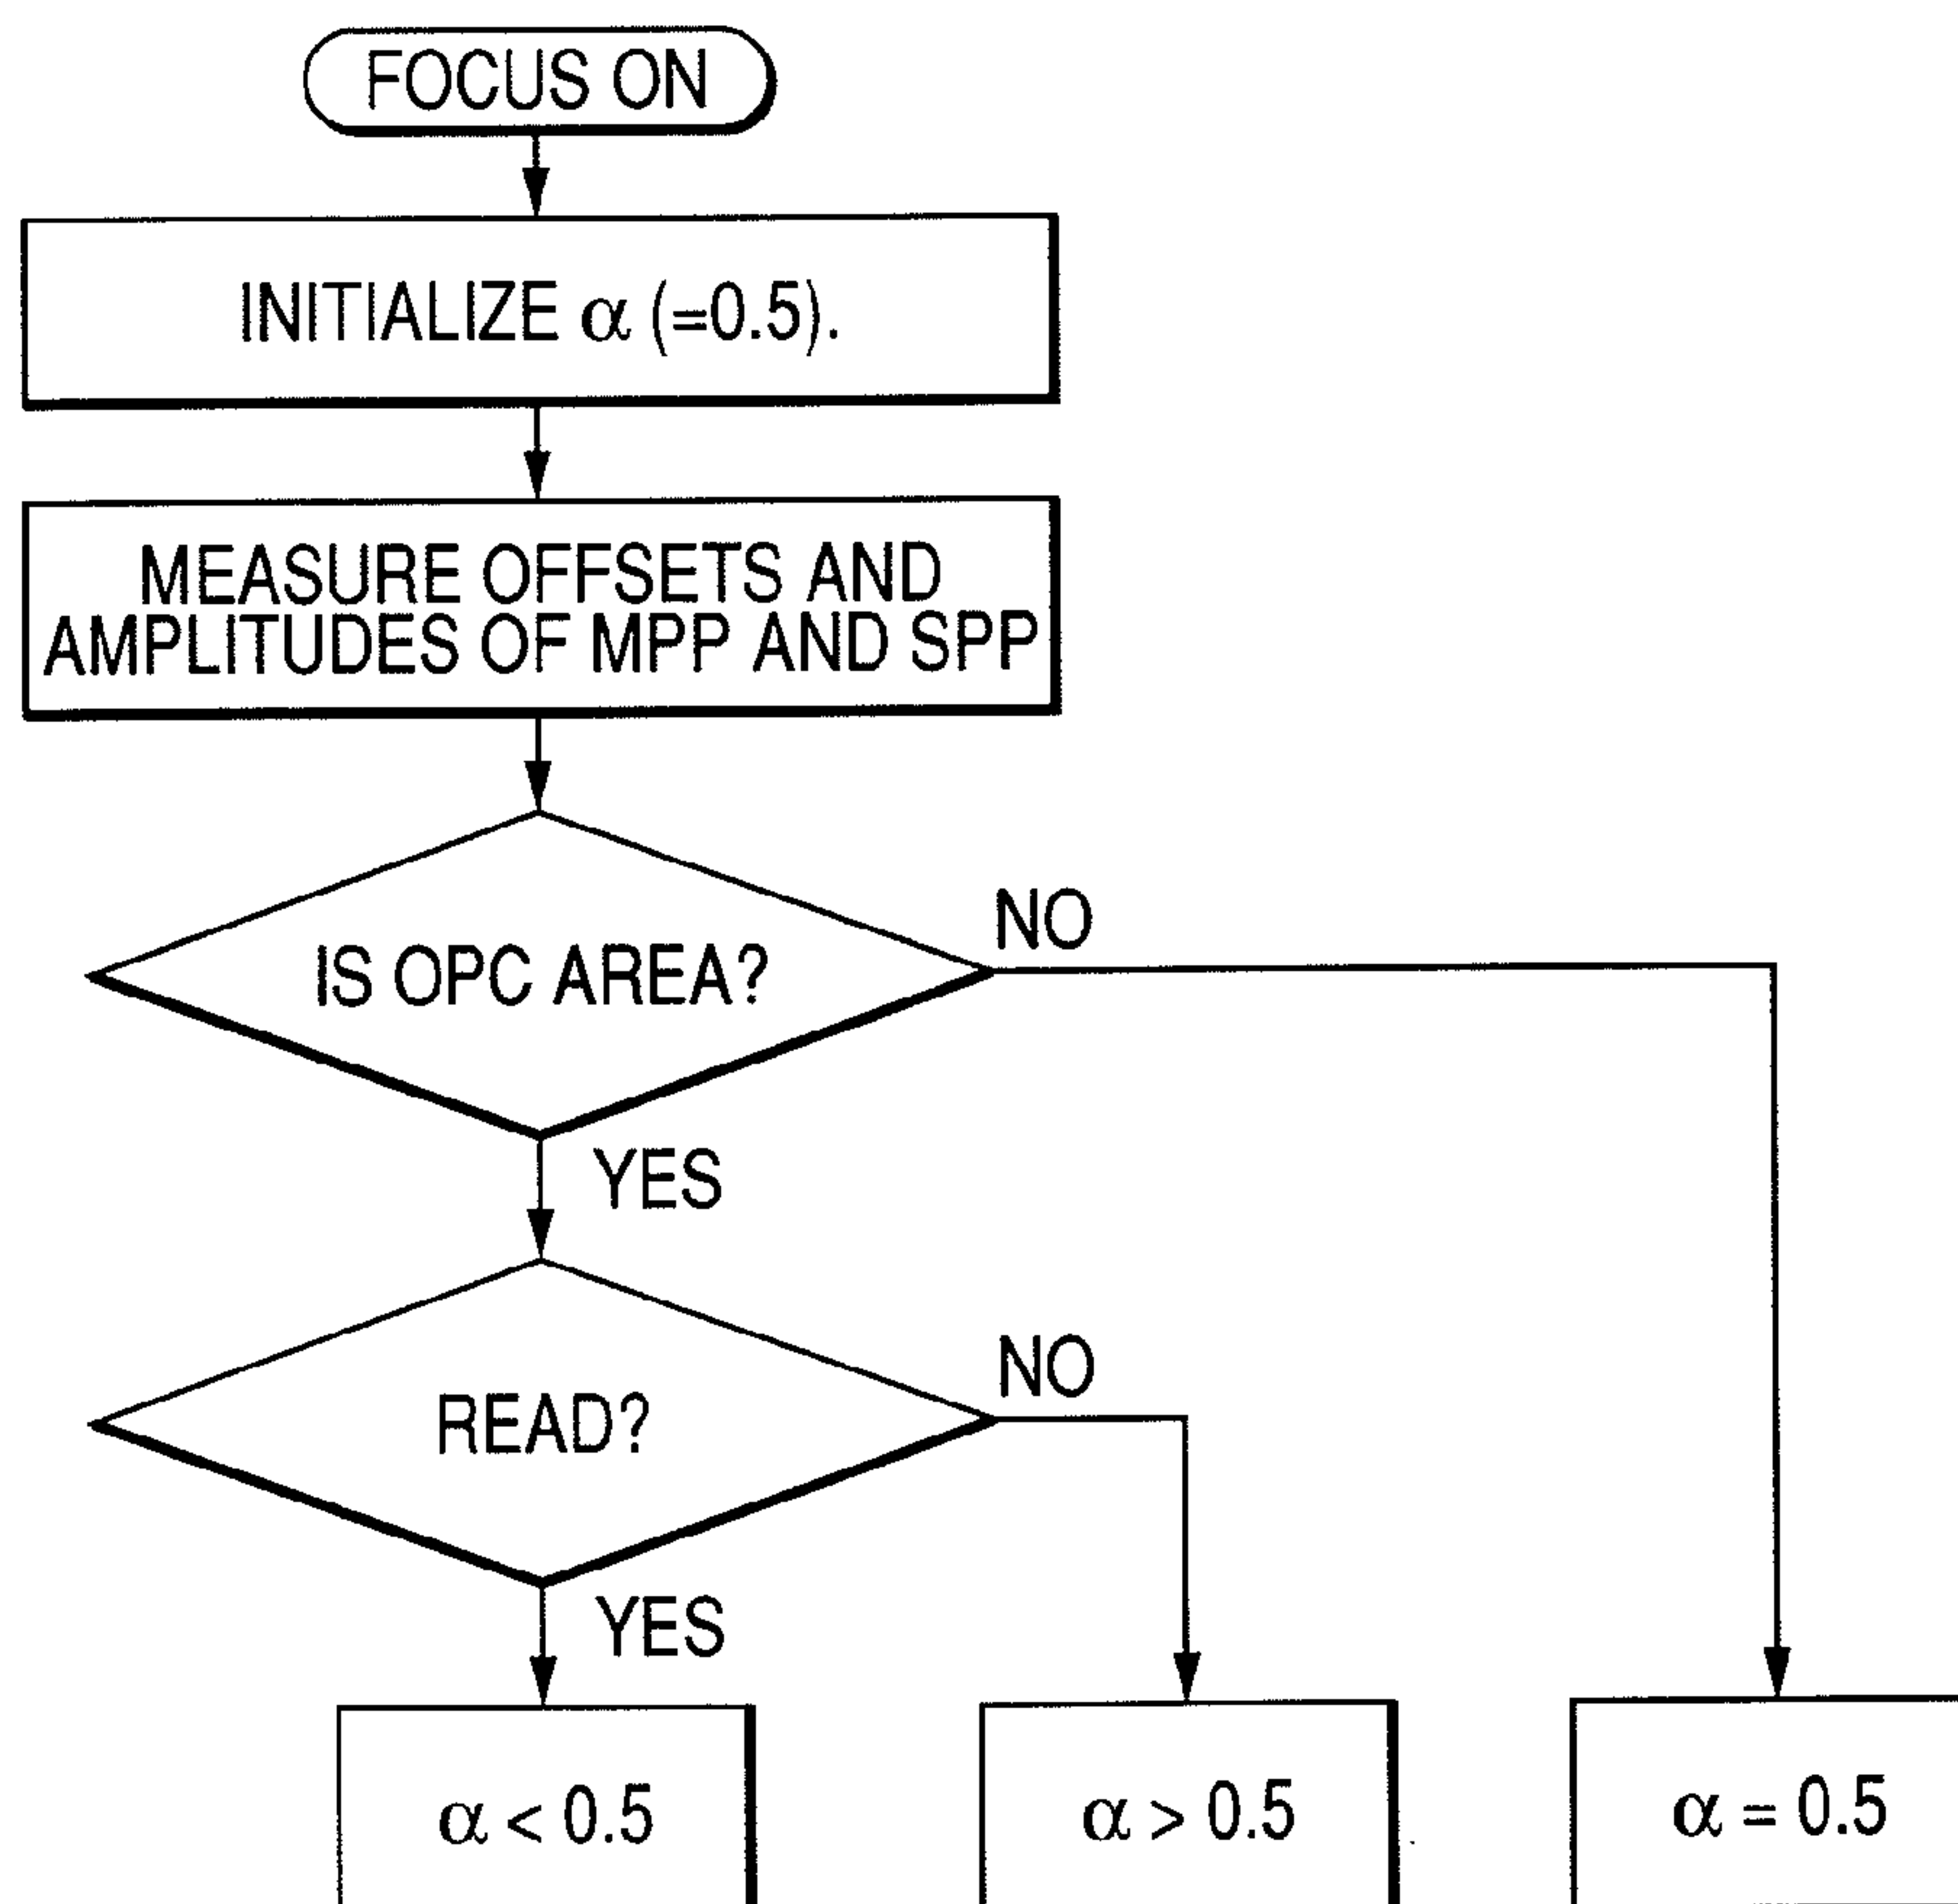 FOCUS ON
INITIALIZE α (=0.5).
MEASURE OFFSETS AND
AMPLITUDES OF MPP AND SPP
IS OPC AREA?
NO
YES
READ?
NO
YES
α < 0.5
α > 0.5
α = 0.5